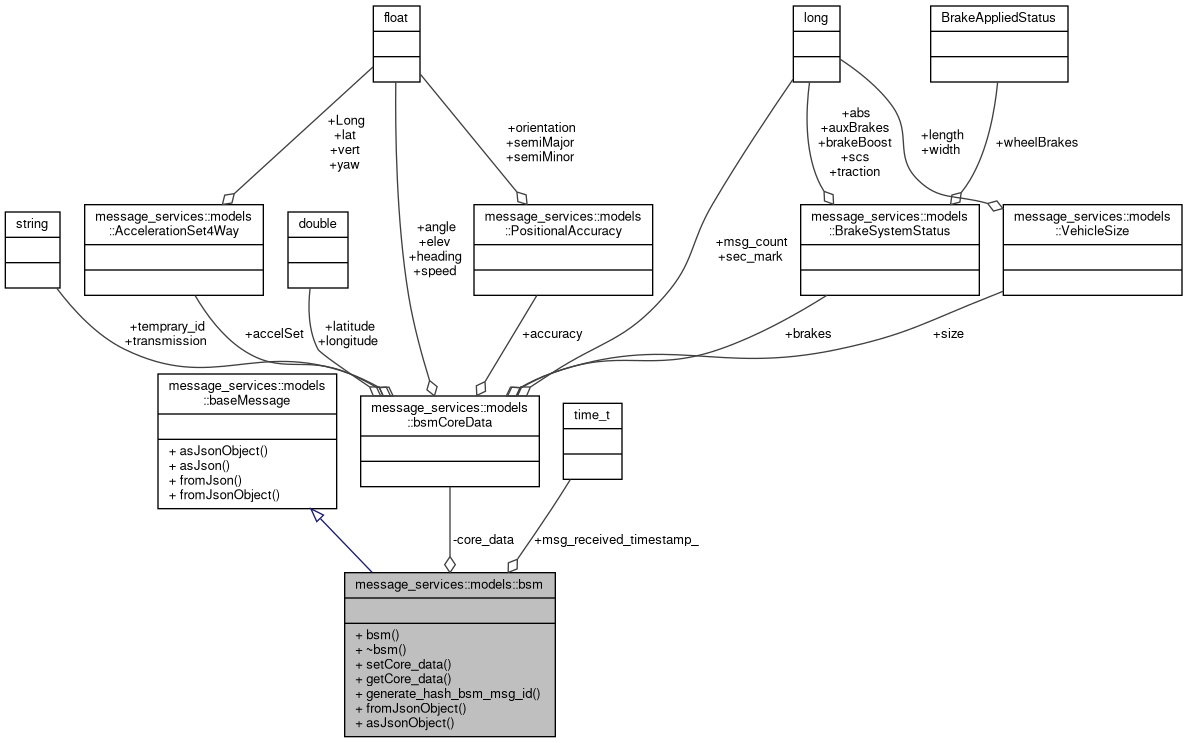 float
long
BrakeAppliedStatus
+Long
+lat
+vert
+yaw
+orientation
+semiMajor
+semiMinor
+abs
+auxBrakes
+brakeBoost
+scs
+traction
+length
+width
+wheelBrakes
string
message_services::models
::AccelerationSet4Way
double
message_services::models
::PositionalAccuracy
message_services::models
::BrakeSystemStatus
message_services::models
::VehicleSize
+angle
+elev
+heading
+speed
+msg_count
+sec_mark
+temprary_id
+transmission
+accelSet
+latitude
+longitude
+accuracy
+brakes
+size
message_services::models
::baseMessage
+ asJsonObject()
+ asJson()
+ fromJson()
+ fromJsonObject()
message_services::models
::bsmCoreData
time_t
-core_data
+msg_received_timestamp_
message_services::models::bsm
+ bsm()
+ ~bsm()
+ setCore_data()
+ getCore_data()
+ generate_hash_bsm_msg_id()
+ fromJsonObject()
+ asJsonObject()